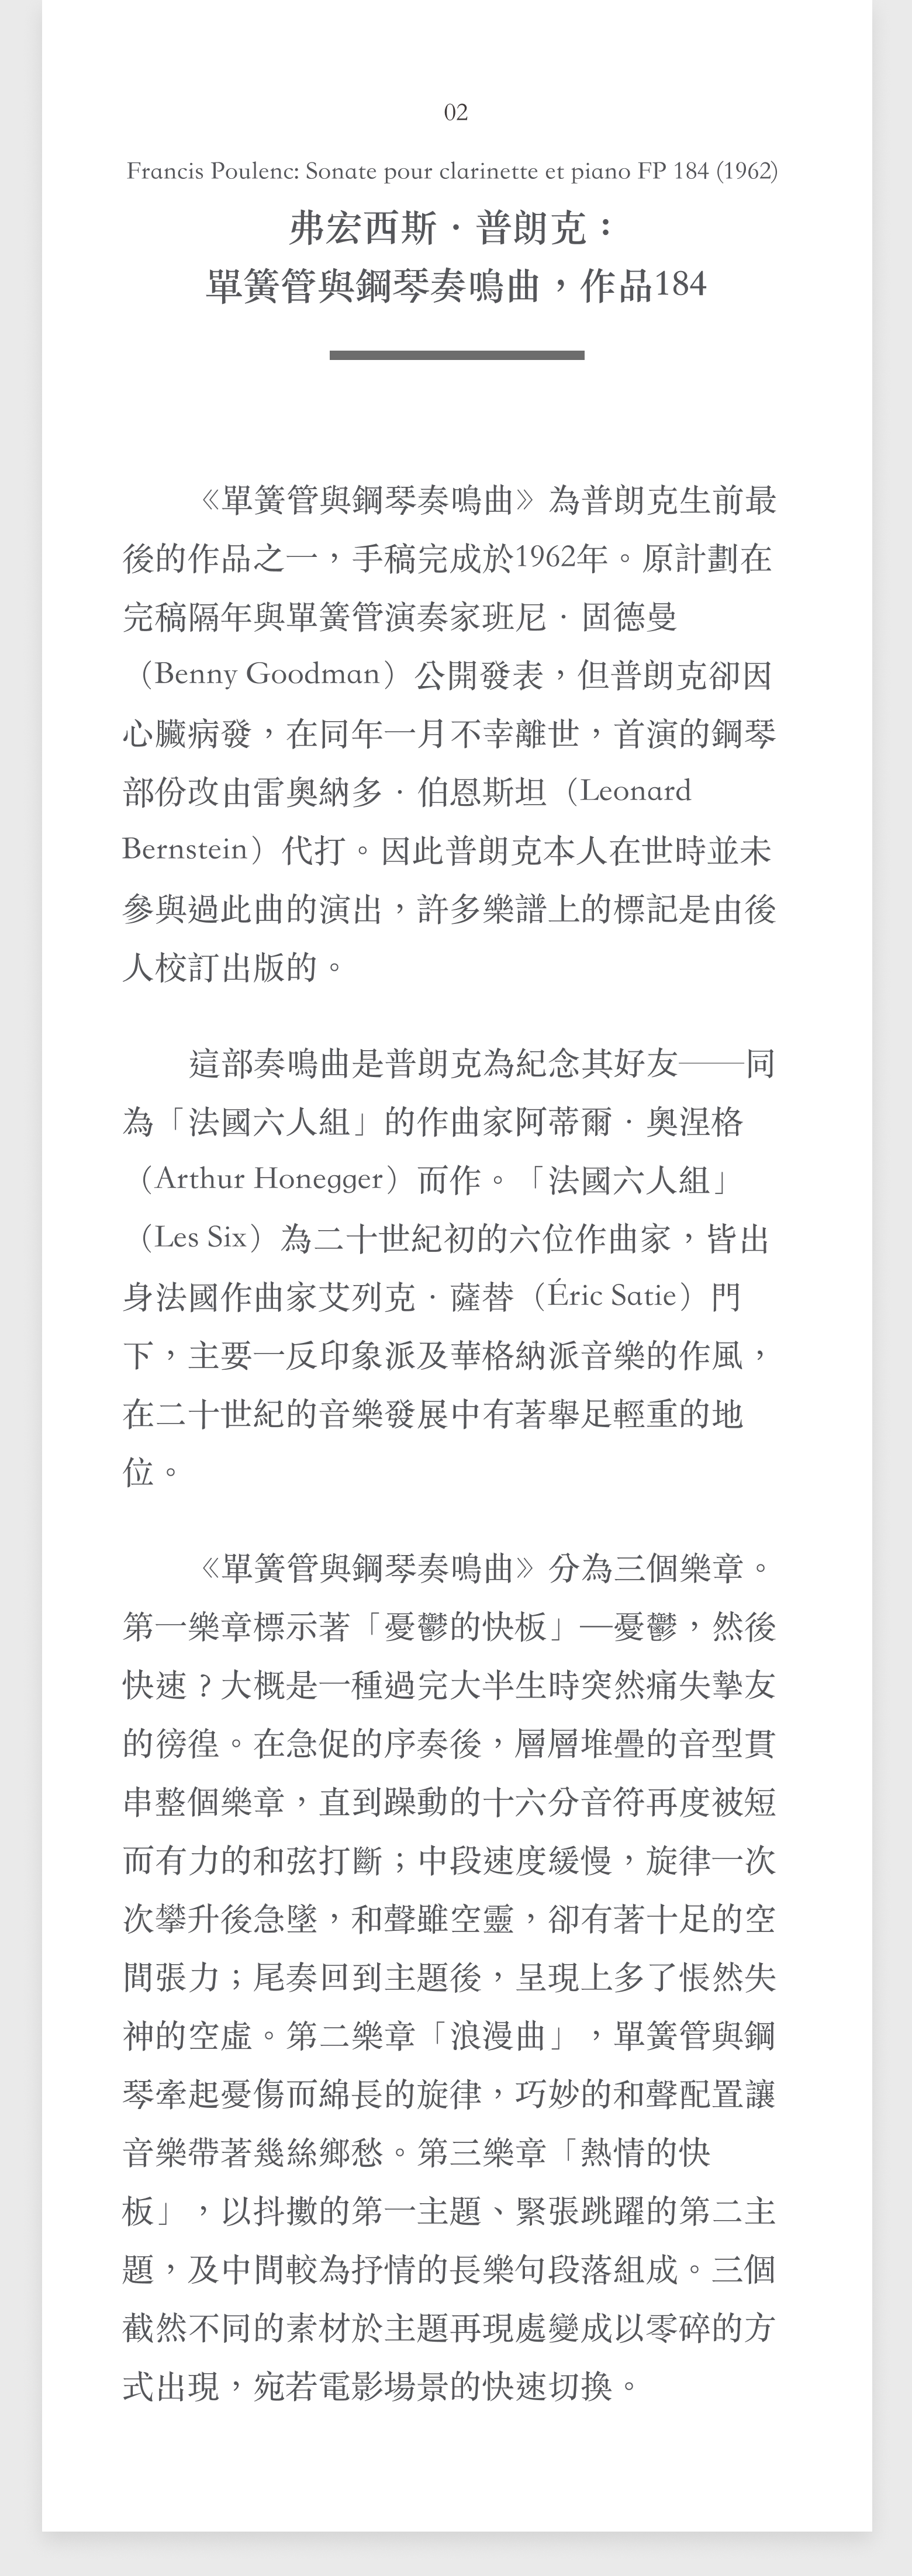 02
Francis Poulenc: Sonate pour clarinette et piano FP 184 (1962)
弗宏西斯．普朗克：
單簧管與鋼琴奏鳴曲，作品184
《單簧管與鋼琴奏鳴曲》為普朗克生前最
後的作品之一，手稿完成於1962年。原計劃在
完稿隔年與單簧管演奏家班尼．固德曼
（Benny Goodman）公開發表，但普朗克卻因
心臟病發，在同年一月不幸離世，首演的鋼琴
部份改由雷奧納多．伯恩斯坦（Leonard
Bernstein）代打。因此普朗克本人在世時並未
參與過此曲的演出，許多樂譜上的標記是由後
人校訂出版的。
這部奏鳴曲是普朗克為紀念其好友——同
為「法國六人組」的作曲家阿蒂爾．奧涅格
（Arthur Honegger）而作。「法國六人組」
（Les Six）為二十世紀初的六位作曲家，皆出
身法國作曲家艾列克．薩替（Éric Satie）門
下，主要一反印象派及華格納派音樂的作風，
在二十世紀的音樂發展中有著舉足輕重的地
位。
《單簧管與鋼琴奏鳴曲》分為三個樂章。
第一樂章標示著「憂鬱的快板」—憂鬱，然後
快速？大概是一種過完大半生時突然痛失摯友
的徬徨。在急促的序奏後，層層堆疊的音型貫
串整個樂章，直到躁動的十六分音符再度被短
而有力的和弦打斷；中段速度緩慢，旋律一次
次攀升後急墜，和聲雖空靈，卻有著十足的空
間張力；尾奏回到主題後，呈現上多了悵然失
神的空虛。第二樂章「浪漫曲」，單簧管與鋼
琴牽起憂傷而綿長的旋律，巧妙的和聲配置讓
音樂帶著幾絲鄉愁。第三樂章「熱情的快
板」，以抖擻的第一主題、緊張跳躍的第二主
題，及中間較為抒情的長樂句段落組成。三個
截然不同的素材於主題再現處變成以零碎的方
式出現，宛若電影場景的快速切換。